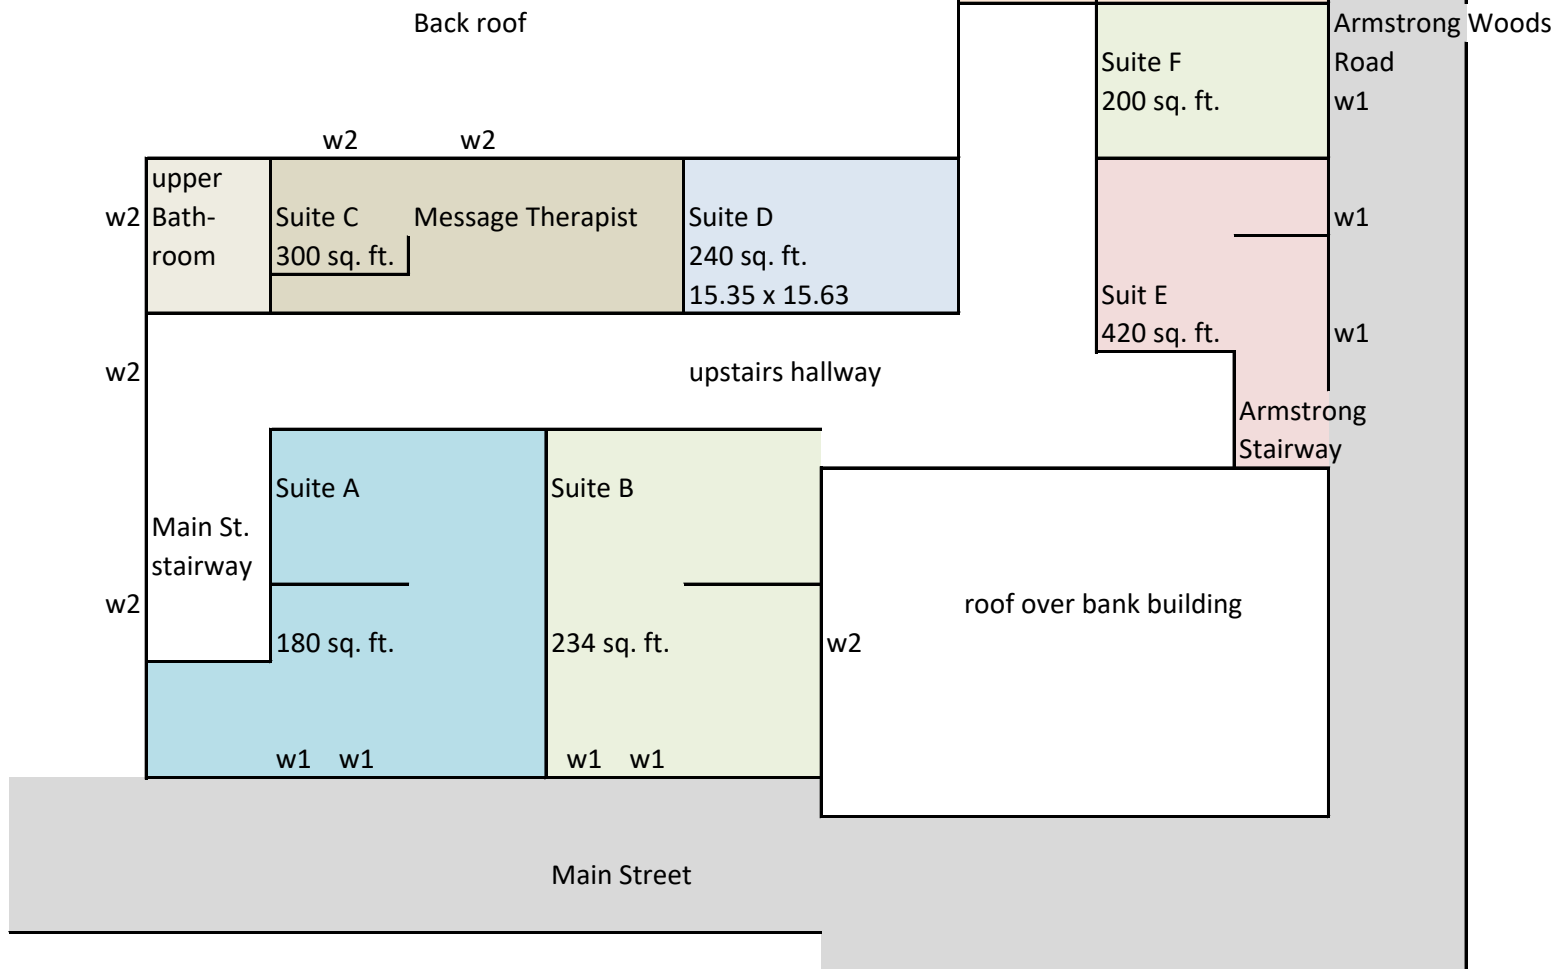 Back roof
Armstrong Woods
Suite F
Road
200 sq. ft.
w1
w2 w2
upper
w2 Bath- Suite C Message Therapist Suite D w1
room 300 sq. ft. 240 sq. ft.
15.35 x 15.63 Suit E
420 sq. ft. w1
w2 upstairs hallway
Armstrong
Stairway
Suite A Suite B
Main St.
stairway
w2 roof over bank building
180 sq. ft. 234 sq. ft. w2
w1 w1 w1 w1
Main Street